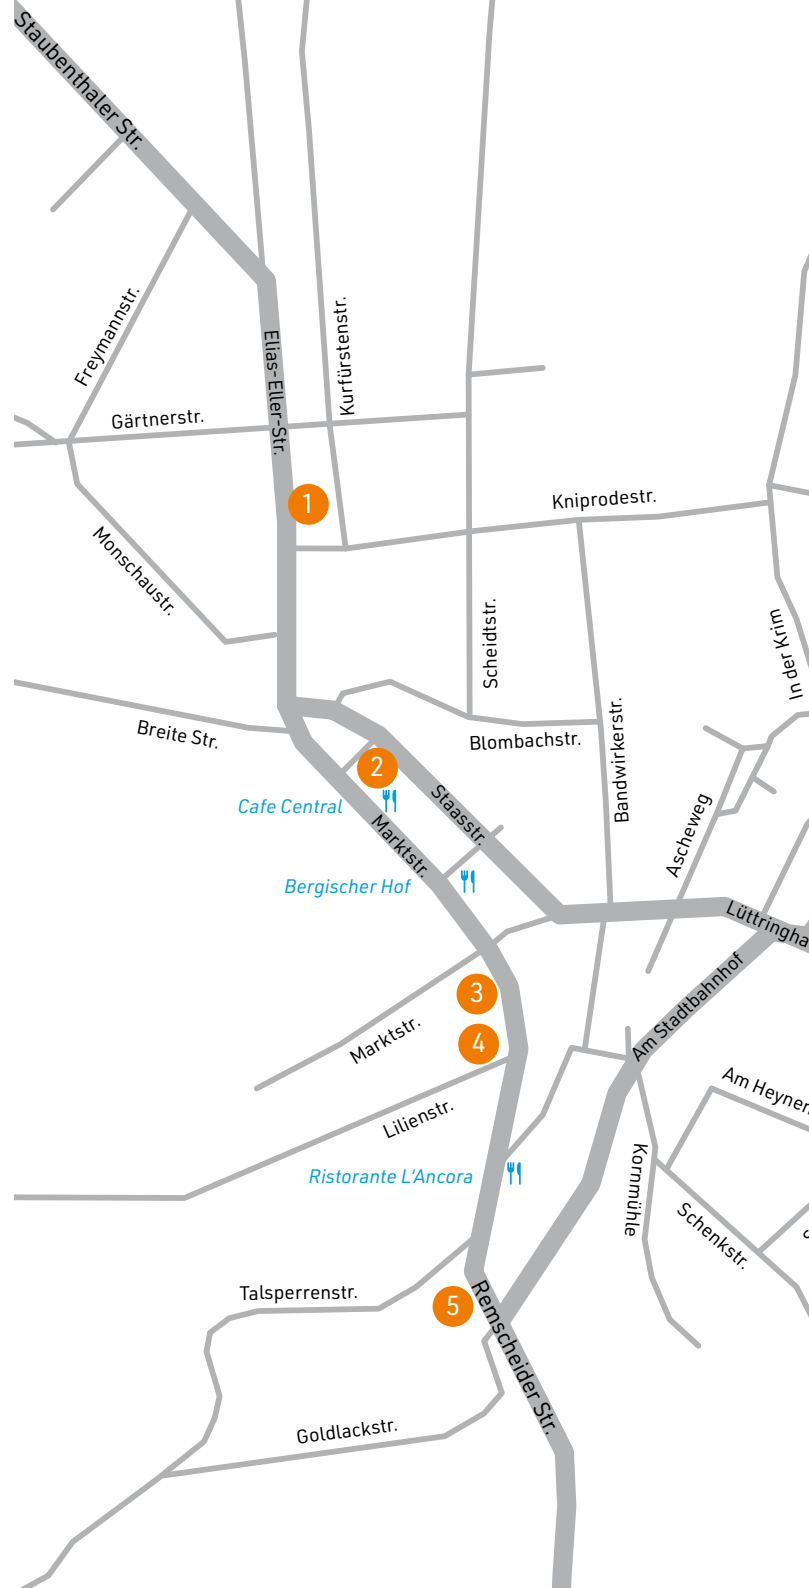 Staubenthaler Str.
Freymannstr.
Elias-Eller-Str.
Kurfürstenstr.
Gärtnerstr.
1
Kniprodestr.
Monschaustr.
Scheidtstr.
In der Krim
Breite Str.
Blombachstr.
Bandwirkerstr.
2
Cafe Central
Staasstr.
Marktstr.
Ascheweg
Bergischer Hof
Lüttringha
3
Am Stadtbahnhof
4
Marktstr.
Am Heynen
Lilienstr.
Kornmühle
Ristorante L'Ancora
Schenkstr.
Talsperrenstr.
5
Remscheider Str.
Goldlackstr.